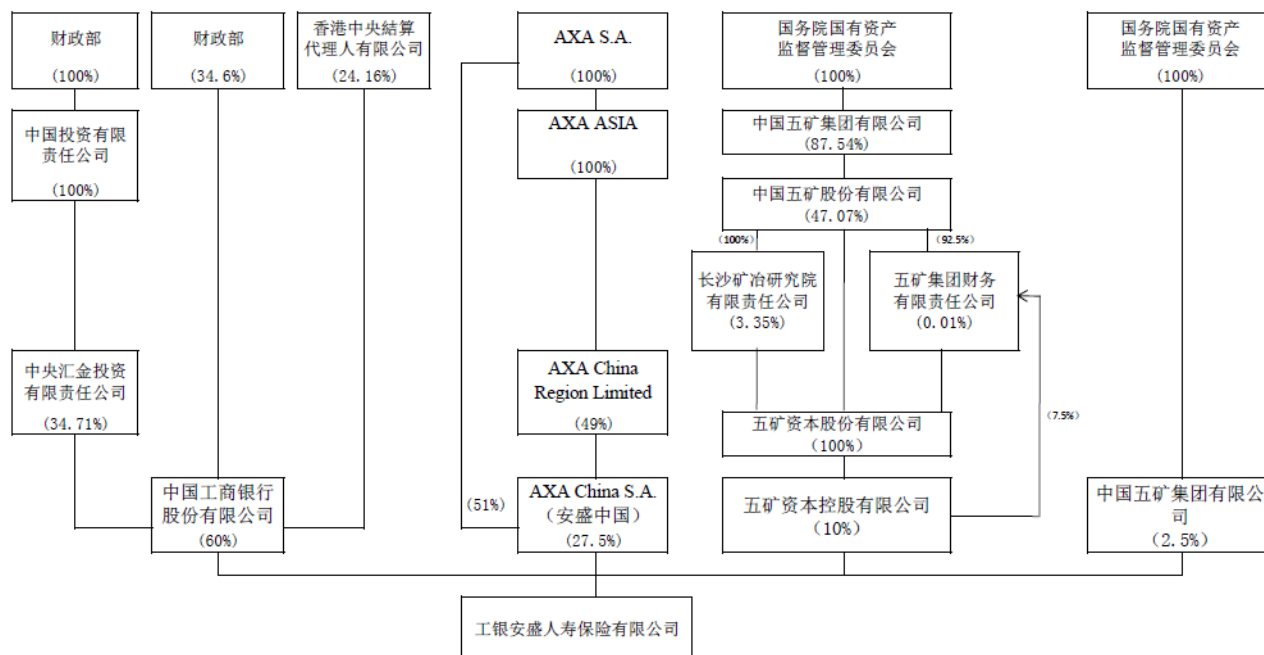 财政部
(100%)
财政部
(34.6%)
香港中央結算
代理人有限公司
(24.16%)
AXA S.A.
(100%)
国务院国有资产
监督管理委员会
(100%)
国务院国有资产
监督管理委员会
(100%)
中国投资有限
责任公司
(100%)
AXA ASIA
(100%)
中国五矿集团有限公司
(87.54%)
中国五矿股份有限公司
(47.07%)
(100%)
(92.5%)
长沙矿冶研究院
有限责任公司
(3.35%)
五矿集团财务
有限责任公司
(0.01%)
中央汇金投资
有限责任公司
(34.71%)
AXA China
Region Limited
(49%)
五矿资本股份有限公司
(100%)
(7.5%)
中国工商银行
股份有限公司
(60%)
(51%)
AXA China S.A.
（安盛中国）
(27.5%)
五矿资本控股有限公司
(10%)
中国五矿集团有限公
司
（2.5%）
工银安盛人寿保险有限公司